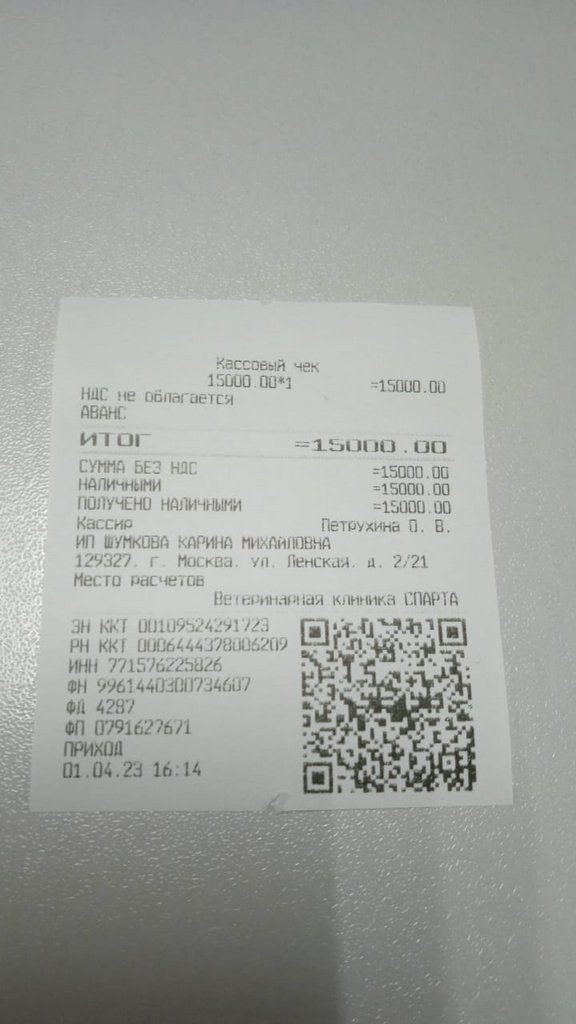 Кассовый чек
15000.00*1 =15000.00
НДС не облагается
АВАНС
ИТОГ =15000.00
СУММА БЕЗ НДС =15000.00
НАЛИЧНЫМИ =15000.00
ПОЛУЧЕНО НАЛИЧНЫМИ =15000.00
Кассир Петрухина О. В.
ИП ШУМКОВА КАРИНА МИХАЙЛОВНА
129327, г. Москва, ул. Ленская, д. 2/21
Место расчетов
Ветеринарная клиника СПАРТА
ЗН ККТ 00109524291723
РН ККТ 0006444378006209
ИНН 771576225826
ФН 9961440300734607
ФД 4287
ФП 0791627671
ПРИХОД
01.04.23 16:14